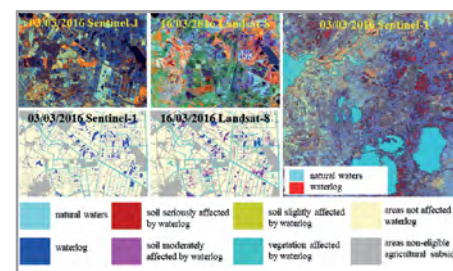 03/03/2016 Sentinel-1
16/03/2016 Landsat-8
03/03/2016 Sentinel-1
03/03/2016 Sentinel-1
16/03/2016 Landsat-8
natural waters
waterlog
natural waters
soil seriously affected
by waterlog
soil slightly affected
by waterlog
areas not affected
waterlog
waterlog
soil moderately
affected by waterlog
vegetation affected
by waterlog
areas non-eligible
agricultural